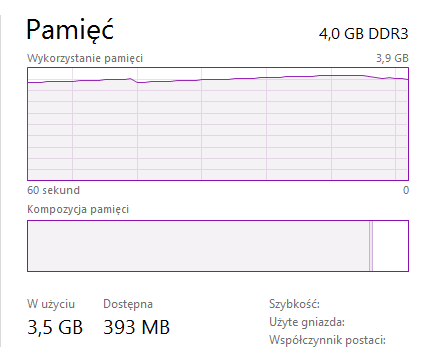 Pamięć 4,0 GB DDR3
Wykorzystanie pamięci 3,9 GB
60 sekund 0
Kompozycja pamięci
W użyciu Dostępna Szybkość:
Użyte gniazda:
3,5 GB 393 MB
Współczynnik postaci: